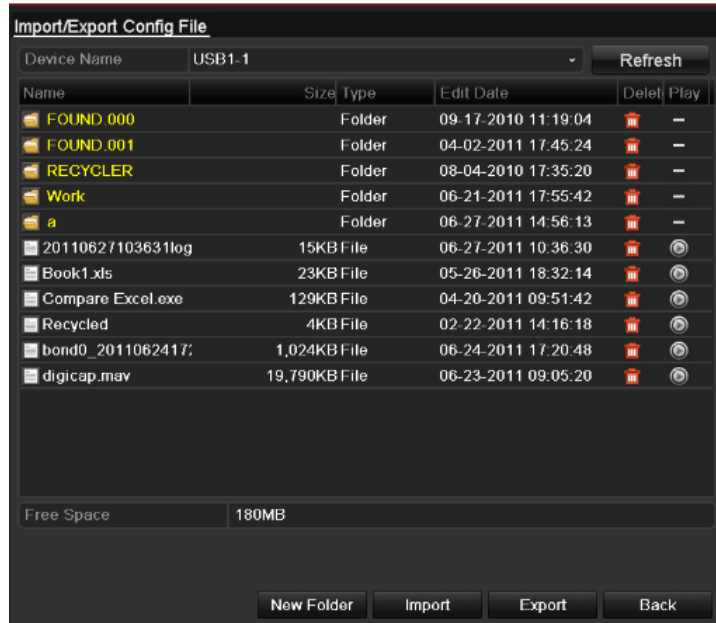 Import/Export Config File
Device Name USB1-1 Refresh
Name Size Type Edit Date Delet Play
FOUND.000 Folder 09-17-2010 11:19:04 –
FOUND.001 Folder 04-02-2011 17:45:24 –
RECYCLER Folder 08-04-2010 17:35:20 –
Work Folder 06-21-2011 17:55:42 –
a Folder 06-27-2011 14:56:13 –
20110627103631log 15KB File 06-27-2011 10:36:30
Book1.xls 23KB File 05-26-2011 18:32:14
Compare Excel.exe 129KB File 04-20-2011 09:51:42
Recycled 4KB File 02-22-2011 14:16:18
bond0_2011062417 1,024KB File 06-24-2011 17:20:48
digicap.mav 19,790KB File 06-23-2011 09:05:20
Free Space 180MB
New Folder Import Export Back